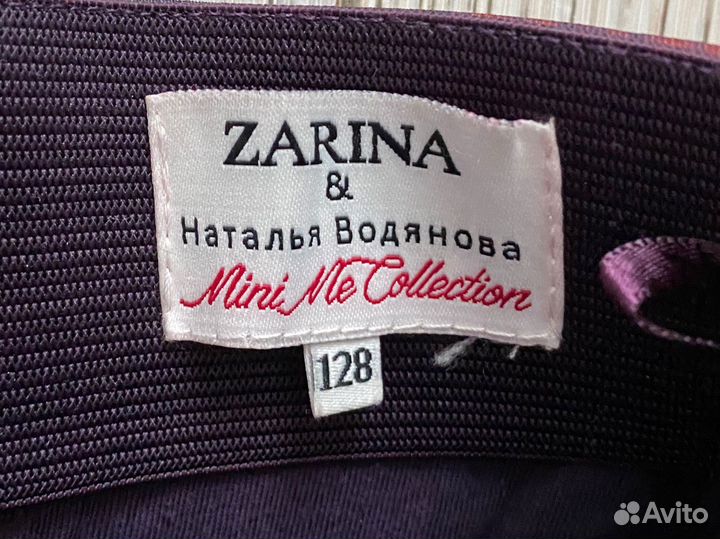 ZARINA
&
Наталья Водянова
Mini Me Collection
128
Avito